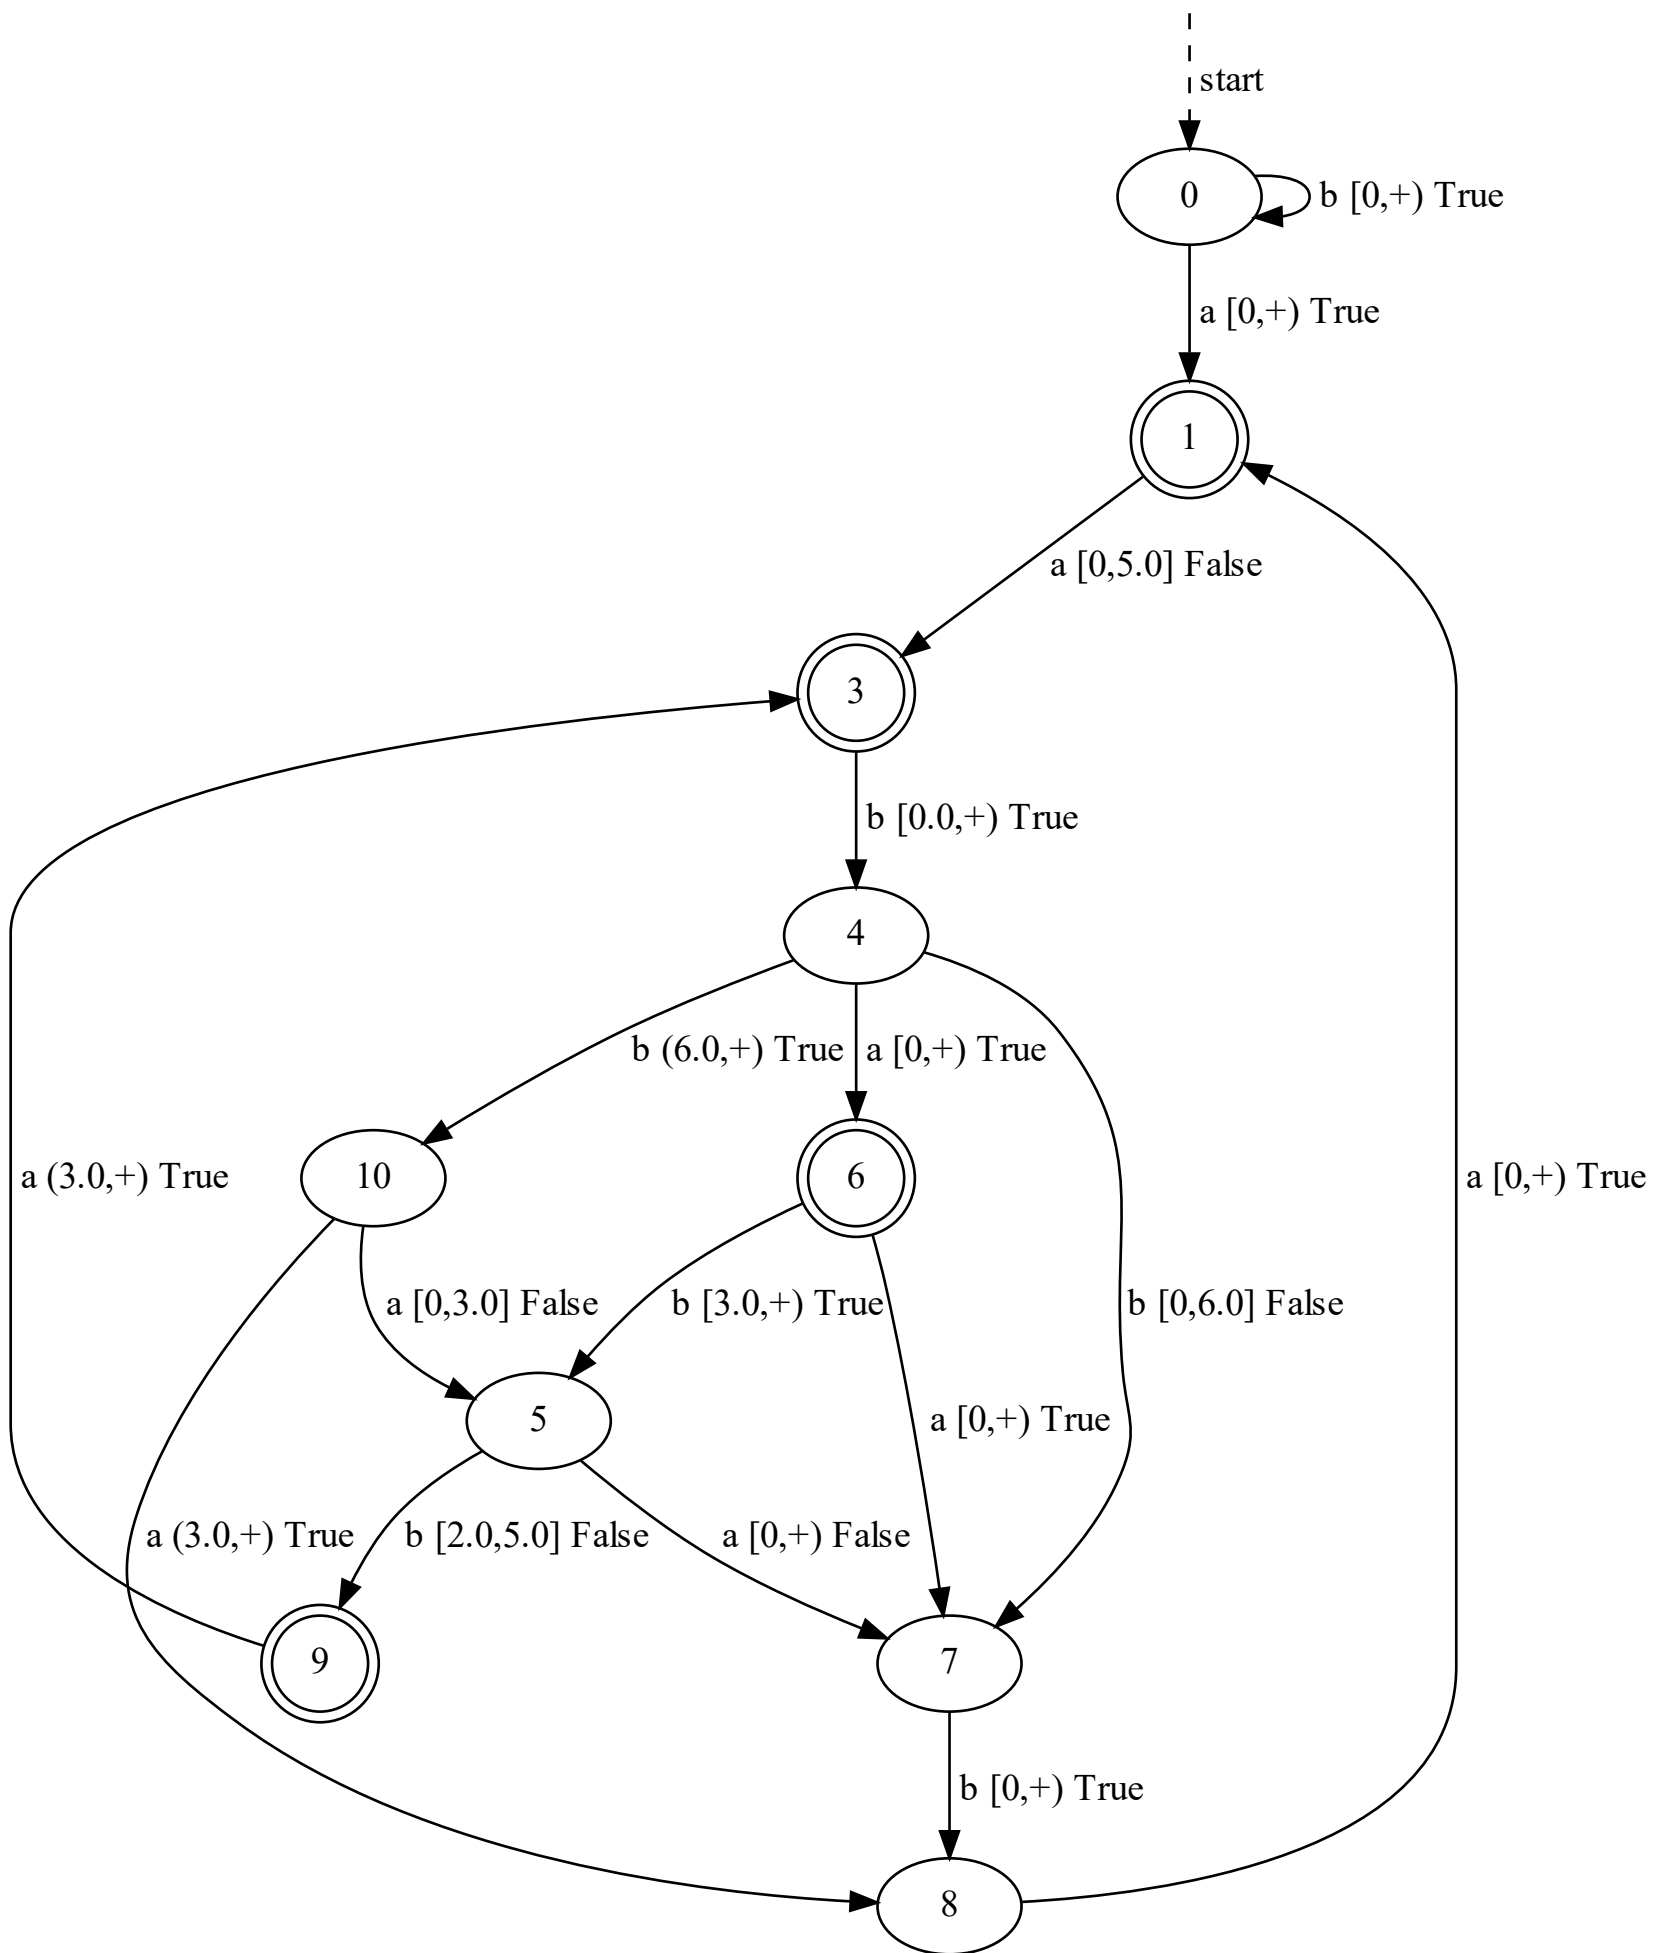 start
0
b [0,+) True
a [0,+) True
1
a [0,5.0] False
3
b [0.0,+) True
4
b (6.0,+) True
a [0,+) True
a (3.0,+) True
10
6
a [0,+) True
a [0,3.0] False
b [3.0,+) True
b [0,6.0] False
5
a [0,+) True
a (3.0,+) True
b [2.0,5.0] False
a [0,+) False
9
7
b [0,+) True
8